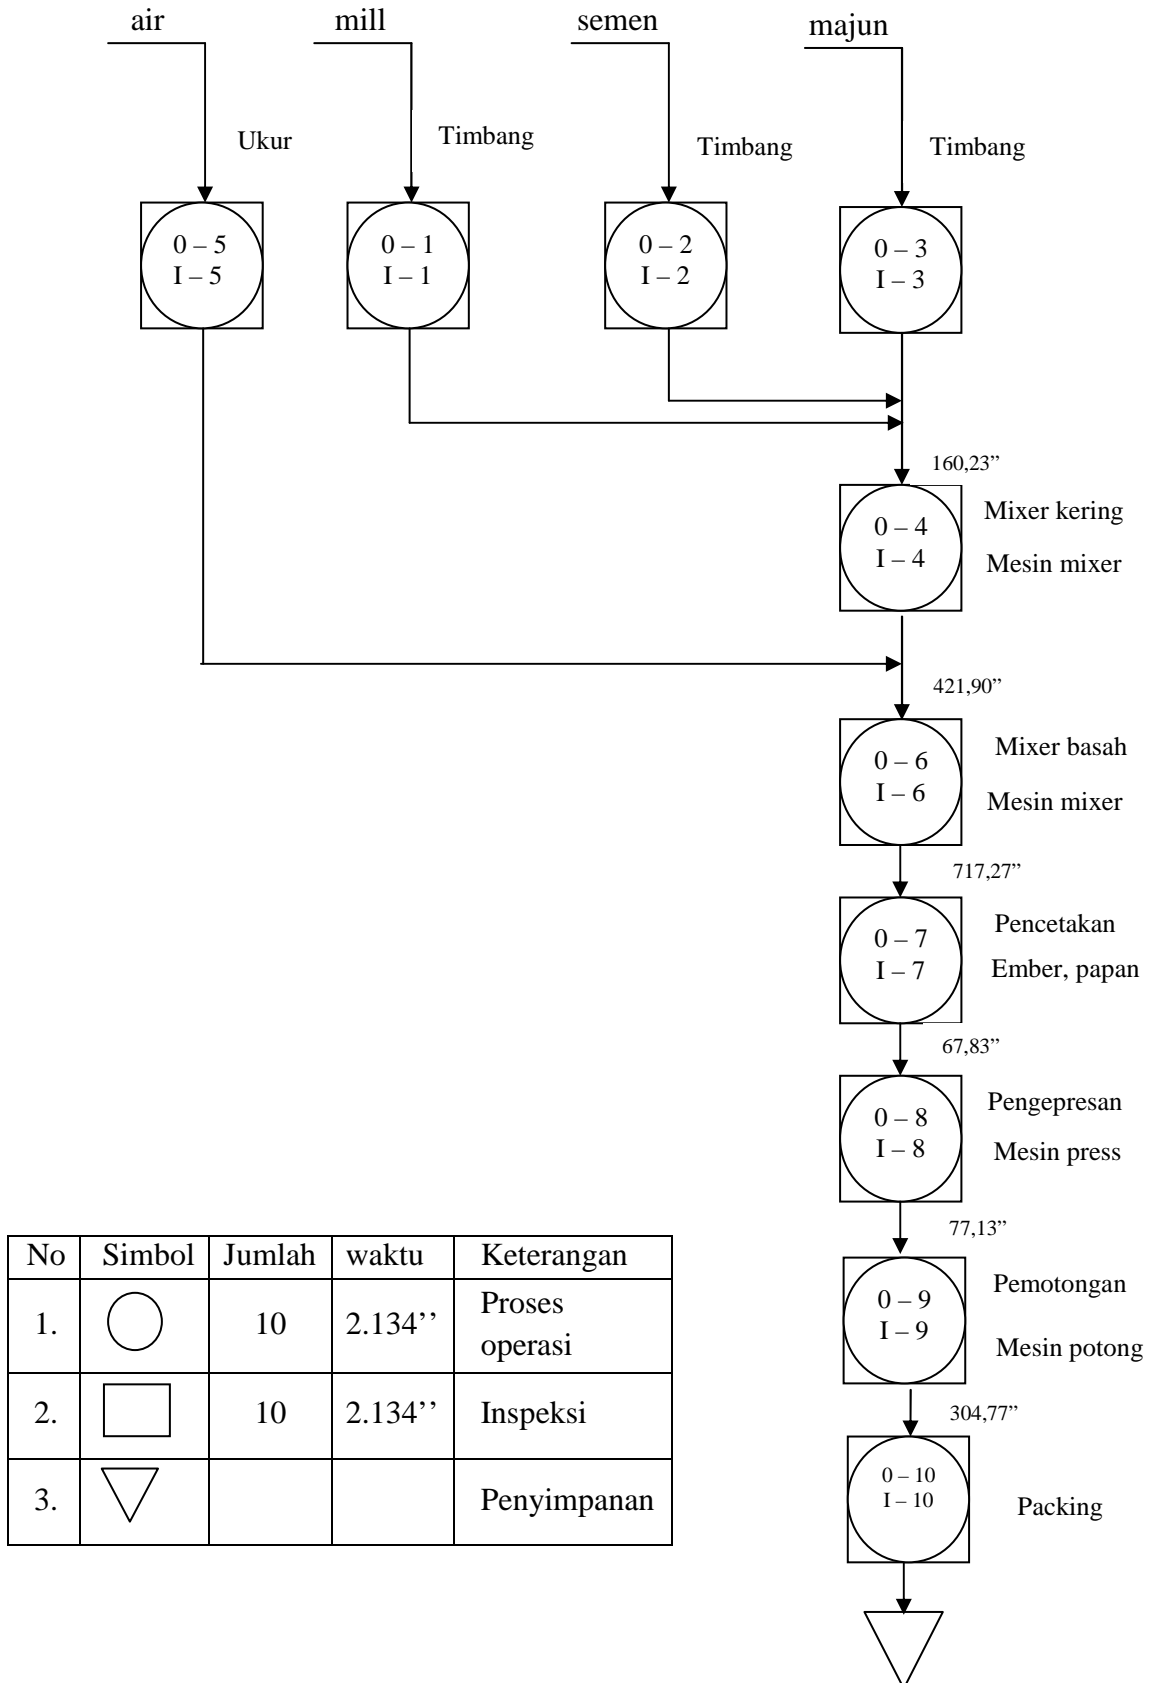 air
mill
semen
majun
Ukur
Timbang
Timbang
Timbang
0 – 5
I – 5
0 – 1
I – 1
0 – 2
I – 2
0 – 3
I – 3
160,23”
0 – 4
I – 4
Mixer kering
Mesin mixer
421,90”
0 – 6
I – 6
Mixer basah
Mesin mixer
717,27”
0 – 7
I – 7
Pencetakan
Ember, papan
67,83”
0 – 8
I – 8
Pengepresan
Mesin press
77,13”
0 – 9
I – 9
Pemotongan
Mesin potong
304,77”
0 – 10
I – 10
Packing
No Simbol Jumlah waktu Keterangan
1. 10 2.134’’ Proses
operasi
2. 10 2.134’’ Inspeksi
3. Penyimpanan